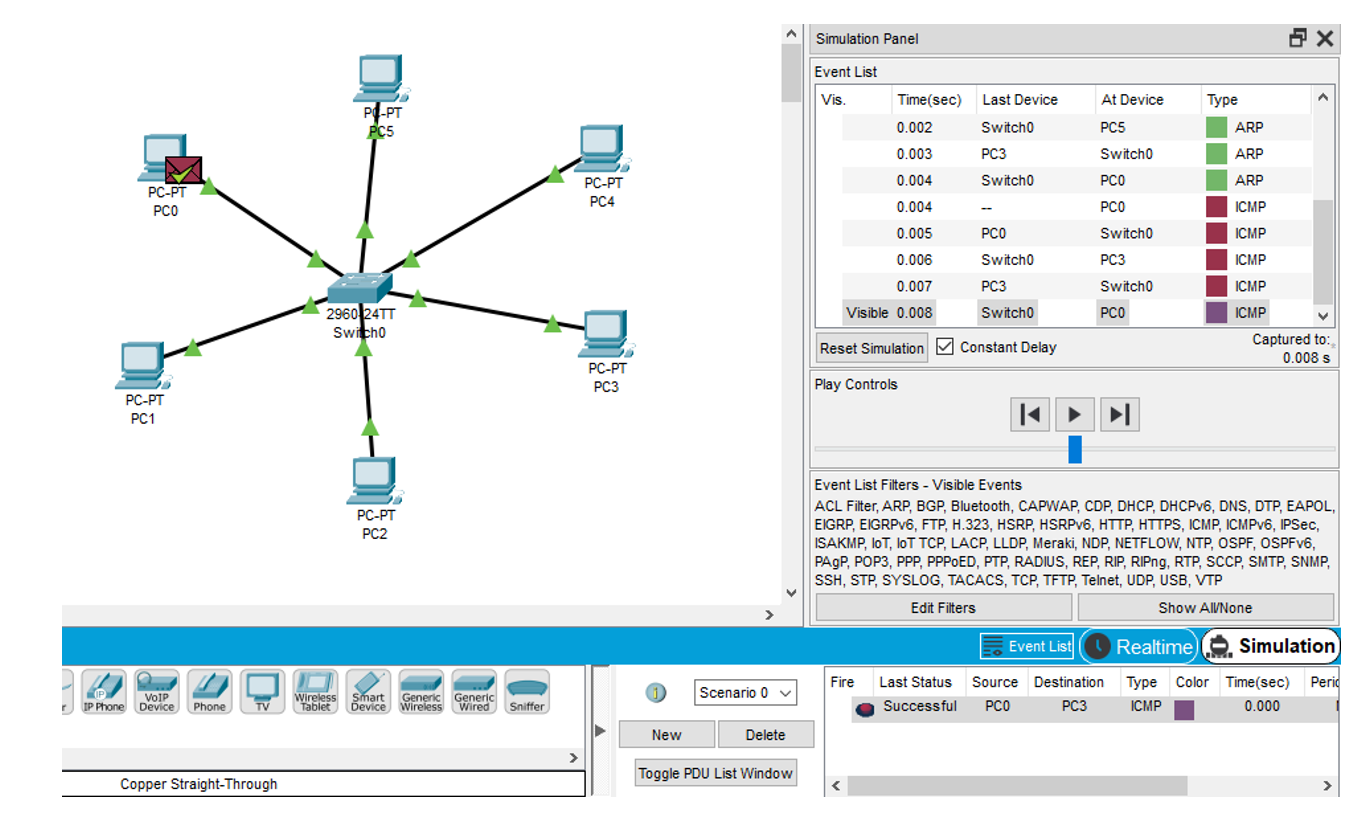 Simulation Panel
Event List
Vis. Time(sec) Last Device At Device Type
0.002 Switch0 PC5 ARP
0.003 PC3 Switch0 ARP
0.004 Switch0 PC0 ARP
0.004 -- PC0 ICMP
0.005 PC0 Switch0 ICMP
0.006 Switch0 PC3 ICMP
0.007 PC3 Switch0 ICMP
Visible 0.008 Switch0 PC0 ICMP
Reset Simulation Constant Delay Captured to:
0.008 s
Play Controls
Event List Filters - Visible Events
ACL Filter, ARP, BGP, Bluetooth, CAPWAP, CDP, DHCP, DHCPv6, DNS, DTP, EAPOL,
EIGRP, EIGRPv6, FTP, H.323, HSRP, HSRPv6, HTTP, HTTPS, ICMP, ICMPv6, IPSec,
ISAKMP, IoT, IoT TCP, LACP, LLDP, Meraki, NDP, NETFLOW, NTP, OSPF, OSPFv6,
PAgP, POP3, PPP, PPPoED, PTP, RADIUS, REP, RIP, RIPng, RTP, SCCP, SMTP, SNMP,
SSH, STP, SYSLOG, TACACS, TCP, TFTP, Telnet, UDP, USB, VTP
Edit Filters Show All/None
PC-PT
PC5
PC-PT
PC0
PC-PT
PC4
2960-24TT
Switch0
PC-PT
PC3
PC-PT
PC1
PC-PT
PC2
Event List Realtime Simulation
IP
IP Phone
VoIP
Device
Phone
TV
Wireless
Tablet
Smart
Device
Generic
Wireless
Generic
Wired
Sniffer
Copper Straight-Through
Scenario 0
New Delete
Toggle PDU List Window
Fire Last Status Source Destination Type Color Time(sec)
Successful PC0 PC3 ICMP 0.000